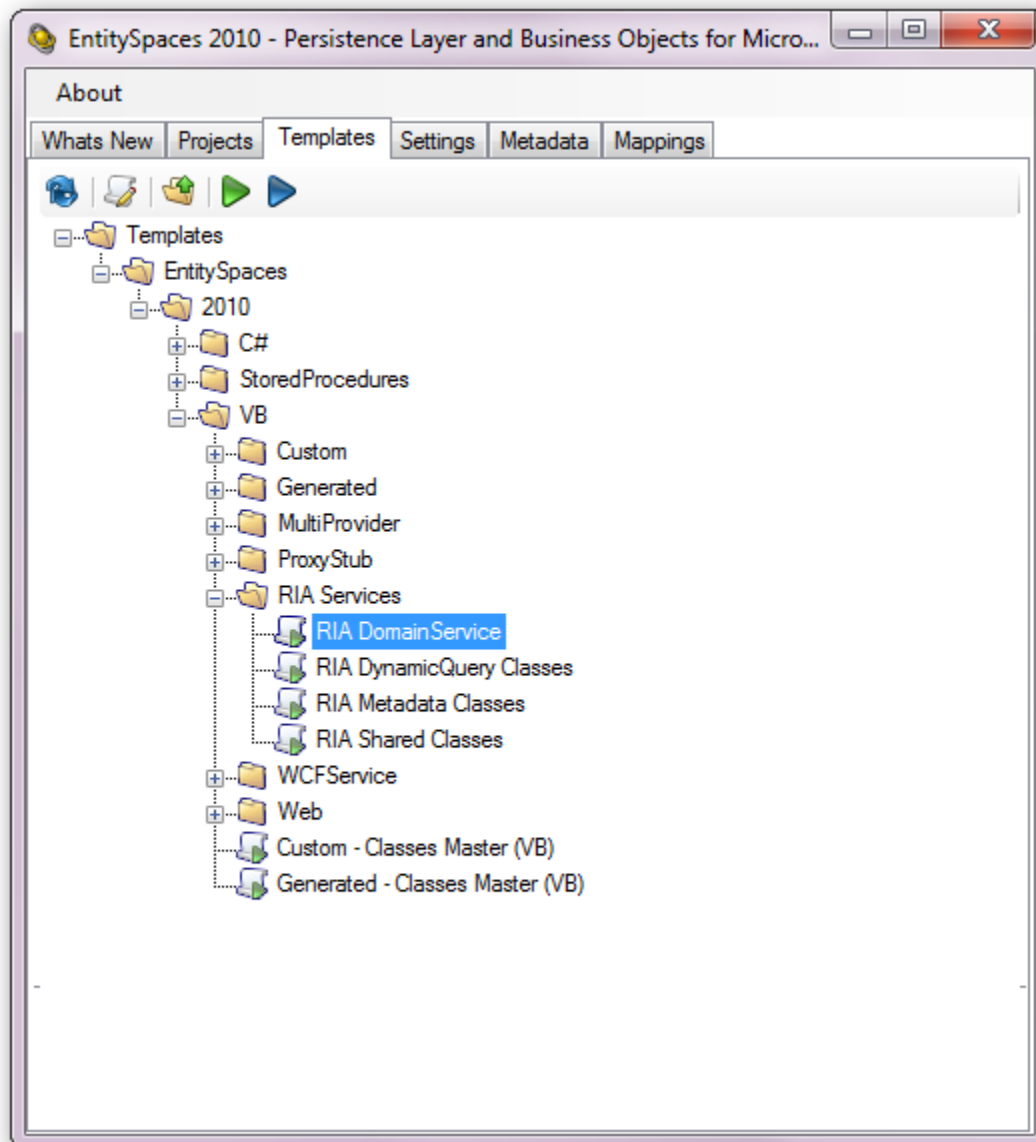 EntitySpaces 2010 - Persistence Layer and Business Objects for Micro...
About
Whats New Projects Templates Settings Metadata Mappings
Templates
EntitySpaces
2010
C#
StoredProcedures
VB
Custom
Generated
MultiProvider
ProxyStub
RIA Services
RIA DomainService
RIA DynamicQuery Classes
RIA Metadata Classes
RIA Shared Classes
WCFService
Web
Custom - Classes Master (VB)
Generated - Classes Master (VB)